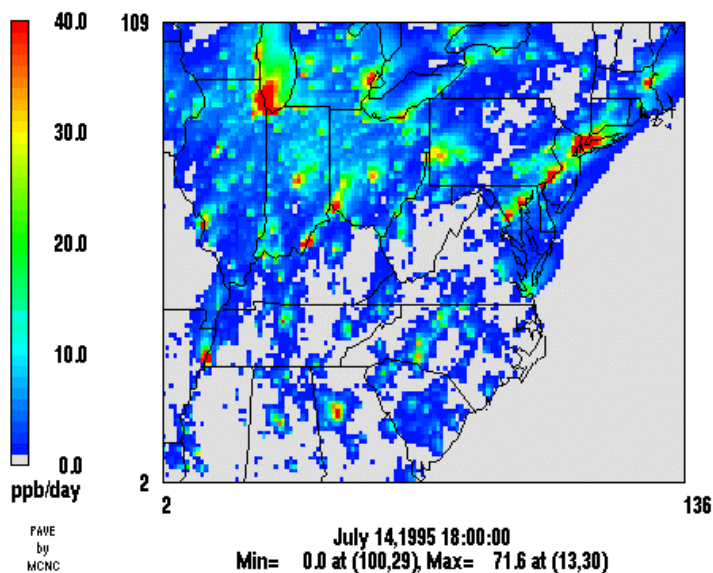 40.0
30.0
20.0
10.0
0.0
ppb/day
PAVE
by
MCNC
109
2
2
136
July 14,1995 18:00:00
Min= 0.0 at (100,29), Max= 71.6 at (13,30)